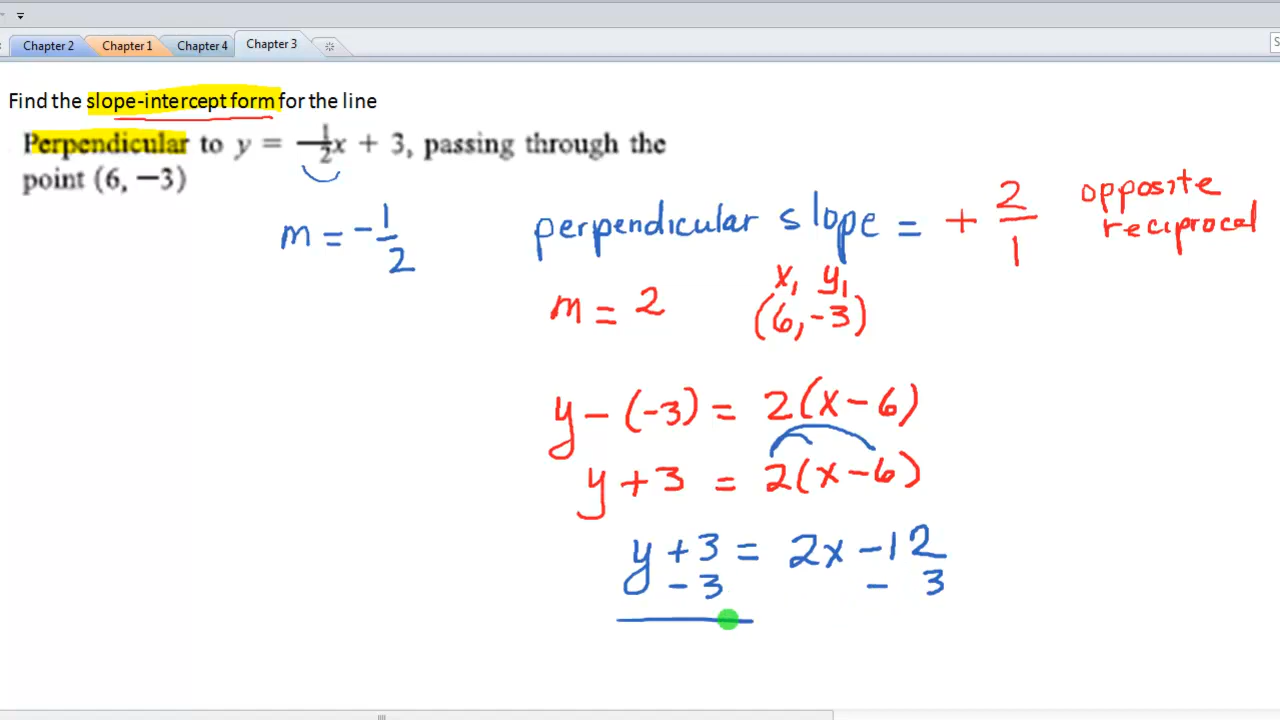 Chapter 2 Chapter 1 Chapter 4 Chapter 3
Find the slope-intercept form for the line
Perpendicular to y = -1/2x + 3, passing through the
point (6, -3)
m = -1/2
perpendicular slope = + 2/1
opposite
reciprocal
m = 2
x₁ y₁
(6, -3)
y - (-3) = 2(x - 6)
y + 3 = 2(x - 6)
y + 3 = 2x - 12
- 3 - 3